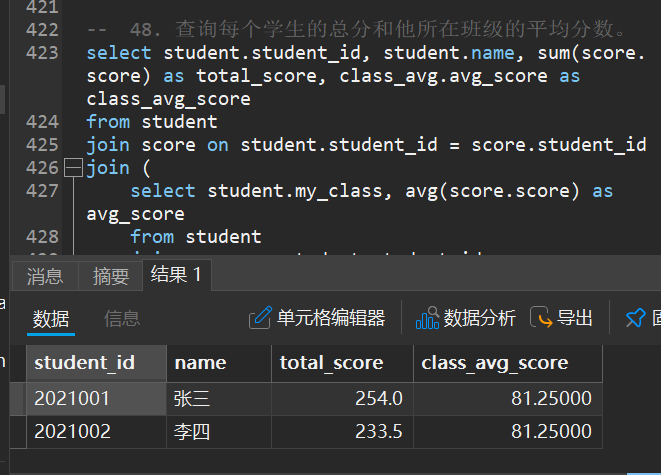 421
422 -- 48. 查询每个学生的总分和他所在班级的平均分数。
423 select student.student_id, student.name, sum(score.
score) as total_score, class_avg.avg_score as
class_avg_score
424 from student
425 join score on student.student_id = score.student_id
426 join (
427 select student.my_class, avg(score.score) as
avg_score
428 from student
消息 摘要 结果 1
数据 信息 单元格编辑器 数据分析 导出
student_id name total_score class_avg_score
2021001 张三 254.0 81.25000
2021002 李四 233.5 81.25000